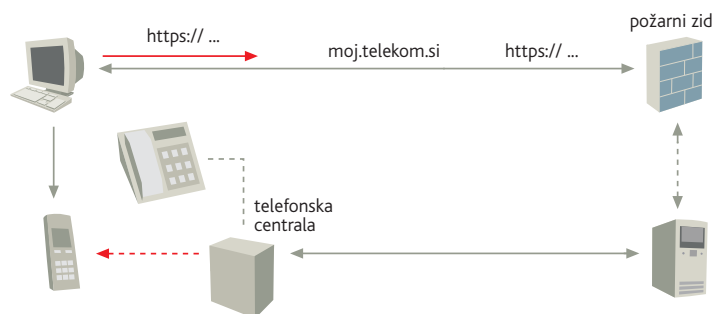 požarni zid
https:// ...
moj.telekom.si
https:// ...
telefonska
centrala